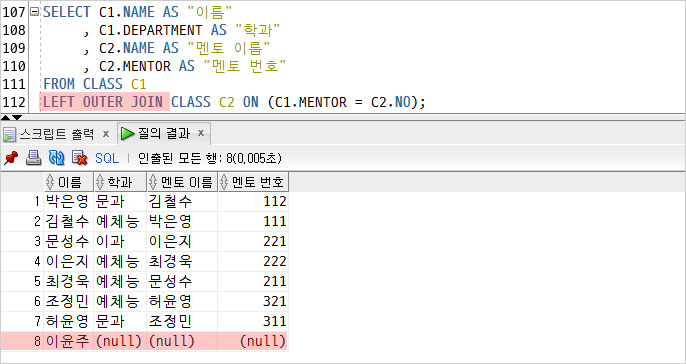 107 SELECT C1.NAME AS "이름"
108 , C1.DEPARTMENT AS "학과"
109 , C2.NAME AS "멘토 이름"
110 , C2.MENTOR AS "멘토 번호"
111 FROM CLASS C1
112 LEFT OUTER JOIN CLASS C2 ON (C1.MENTOR = C2.NO);
스크립트 출력 x 질의 결과 x
SQL | 인출된 모든 행: 8(0,005초)
이름 학과 멘토 이름 멘토 번호
1 박은영 문과 김철수 112
2 김철수 예체능 박은영 111
3 문성수 이과 이은지 221
4 이은지 예체능 최경욱 222
5 최경욱 예체능 문성수 211
6 조정민 예체능 허윤영 321
7 허윤영 문과 조정민 311
8 이윤주 (null) (null) (null)